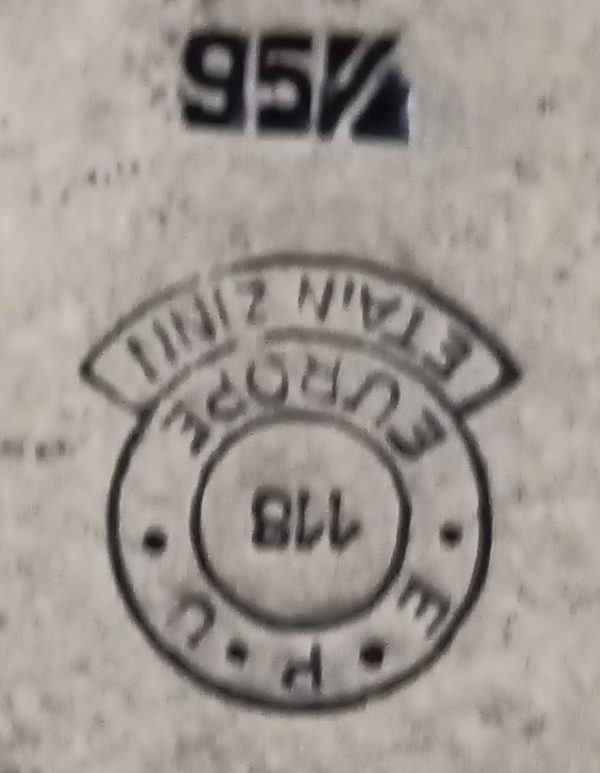 95%
E • P • U
118
EUROPE
ETAIN ZINN